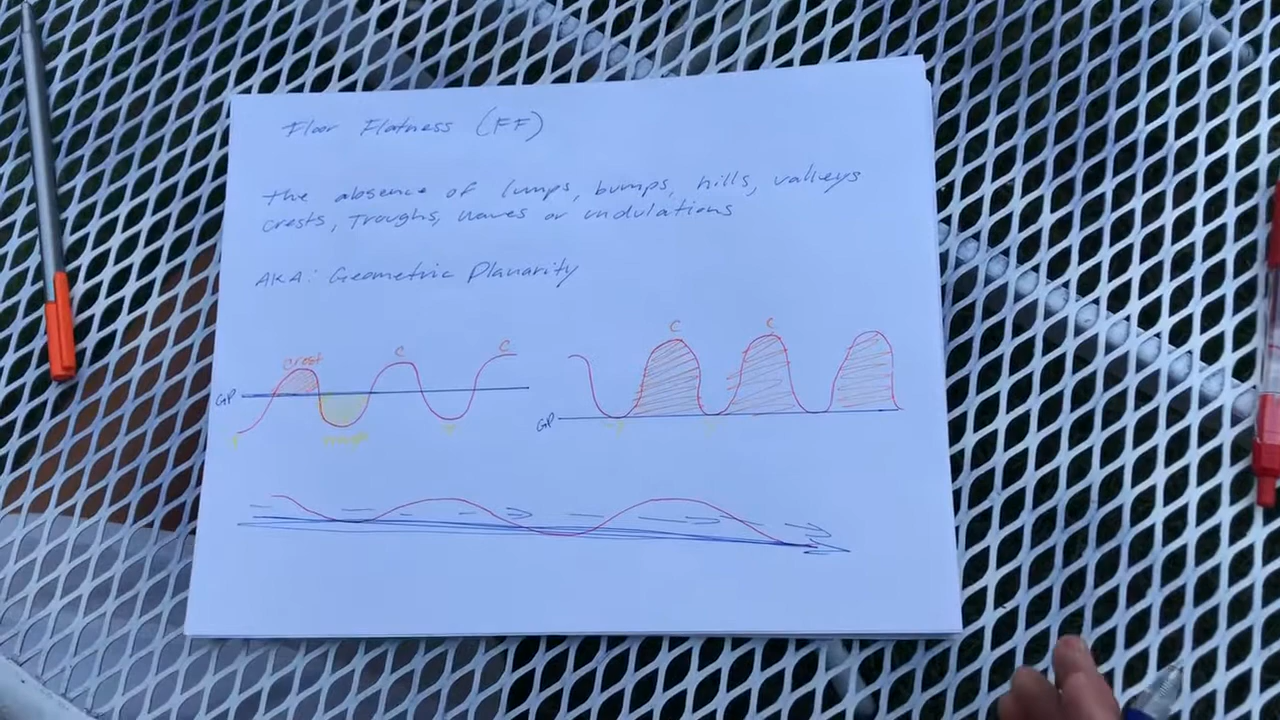 Floor Flatness (FF)
the absence of lumps, bumps, hills, valleys
crests, Troughs, waves or undulations
AKA: Geometric Planarity
crest C C
GP
T T
C C
GP
T T